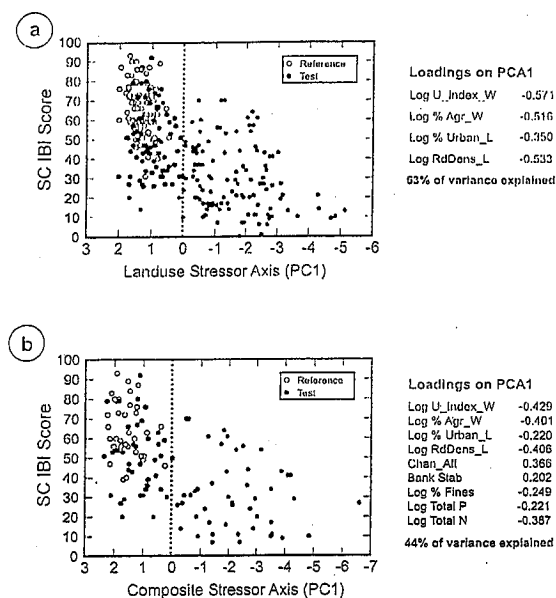 a
100
90
80
70
60
50
40
30
20
10
0
SC IBI Score
Reference
Test
3 2 1 0 -1 -2 -3 -4 -5 -6
Landuse Stressor Axis (PC1)
Loadings on PCA1
Log U_Index_W -0.571
Log % Agr_W -0.516
Log % Urban_L -0.350
Log RdDens_L -0.533
63% of variance explained
b
100
90
80
70
60
50
40
30
20
10
0
SC IBI Score
Reference
Test
3 2 1 0 -1 -2 -3 -4 -5 -6 -7
Composite Stressor Axis (PC1)
Loadings on PCA1
Log U_Index_W -0.429
Log % Agr_W -0.401
Log % Urban_L -0.220
Log RdDens_L -0.406
Chan_Alt 0.366
Bank Stab 0.202
Log % Fines -0.249
Log Total P -0.221
Log Total N -0.387
44% of variance explained